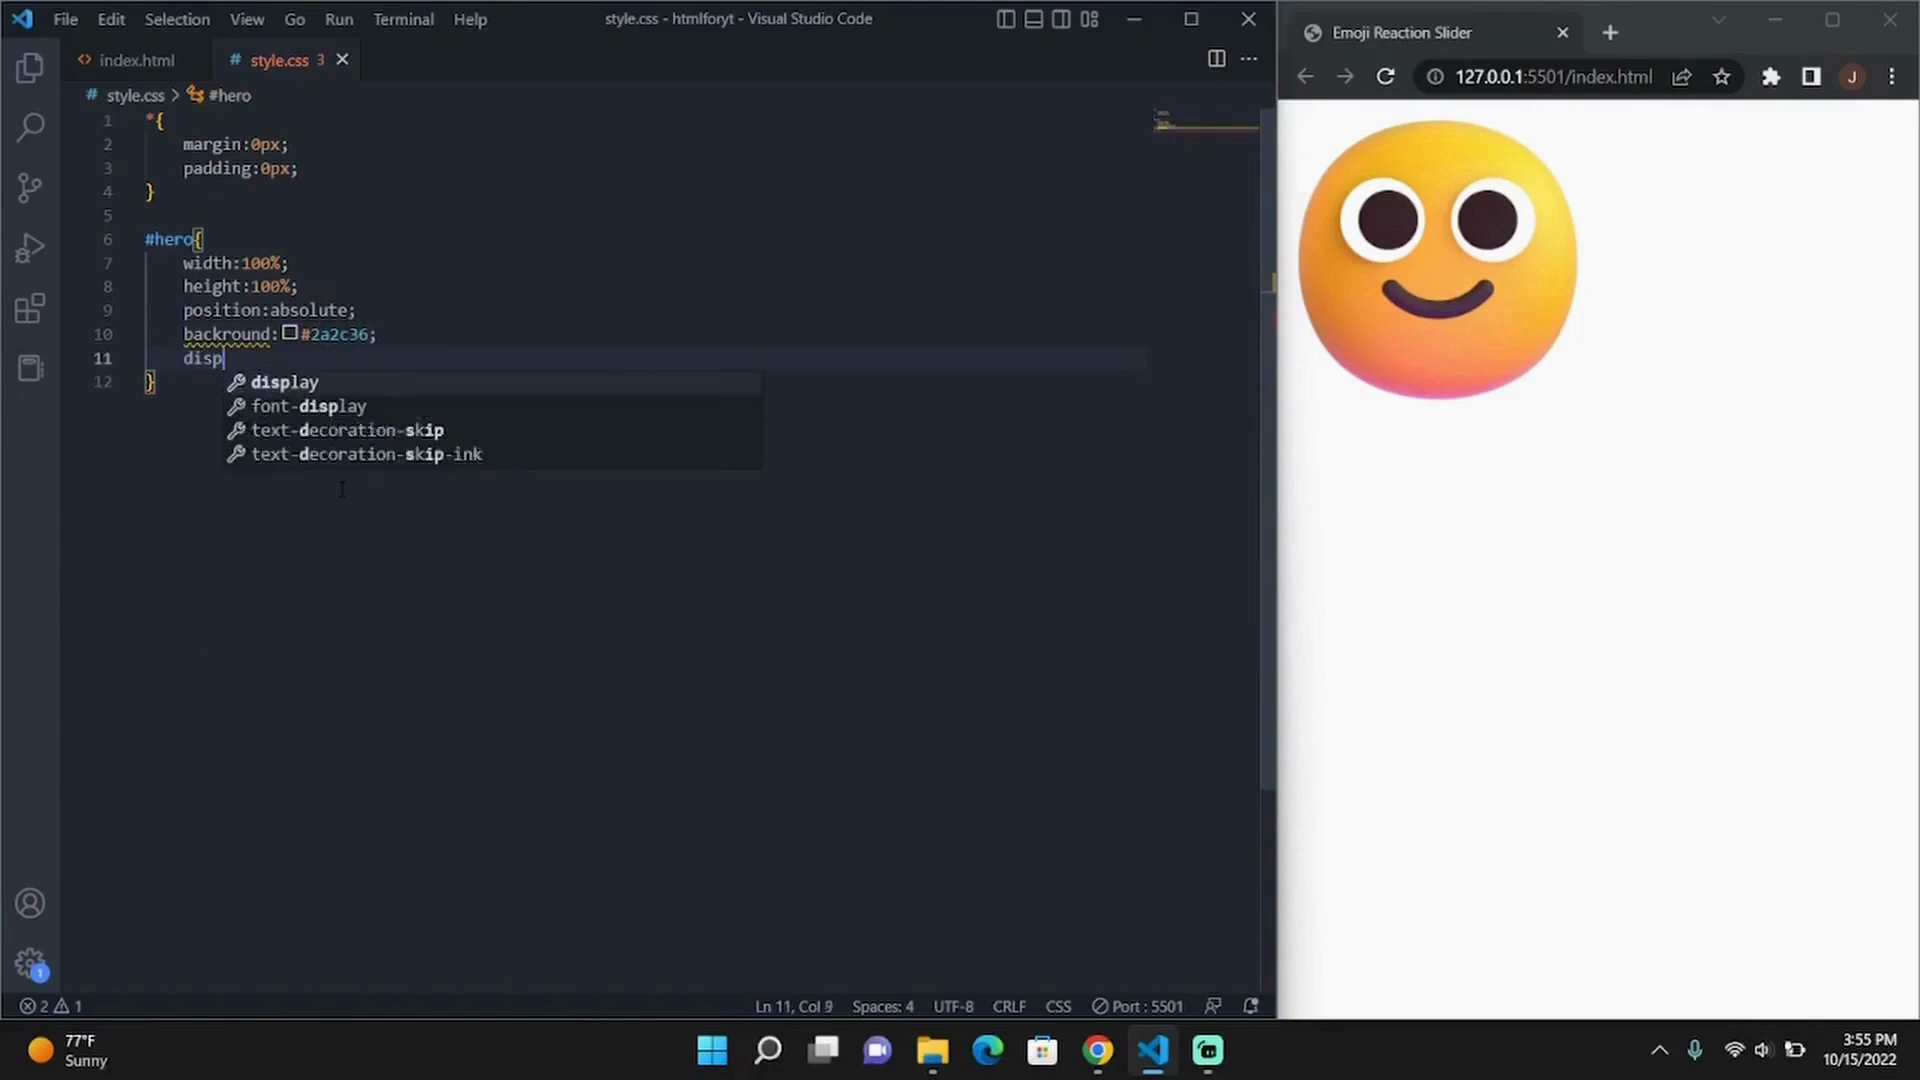 File Edit Selection View Go Run Terminal Help
style.css - htmlforyt - Visual Studio Code
index.html
# style.css 3
# style.css > #hero
1 *{
2 margin:0px;
3 padding:0px;
4 }
5
6 #hero{
7 width:100%;
8 height:100%;
9 position:absolute;
10 backround:#2a2c36;
11 disp
12 }
display
font-display
text-decoration-skip
text-decoration-skip-ink
1
2 1
Ln 11, Col 9 Spaces: 4 UTF-8 CRLF CSS Port : 5501
Emoji Reaction Slider
127.0.0.1:5501/index.html
J
77°F
Sunny
3:55 PM
10/15/2022